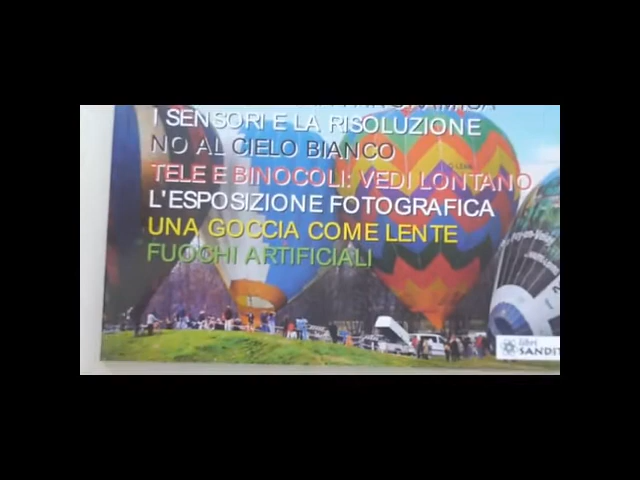 I SENSORI E LA RISOLUZIONE
NO AL CIELO BIANCO
TELE E BINOCOLI: VEDI LONTANO
L'ESPOSIZIONE FOTOGRAFICA
UNA GOCCIA COME LENTE
FUOCHI ARTIFICIALI
libri